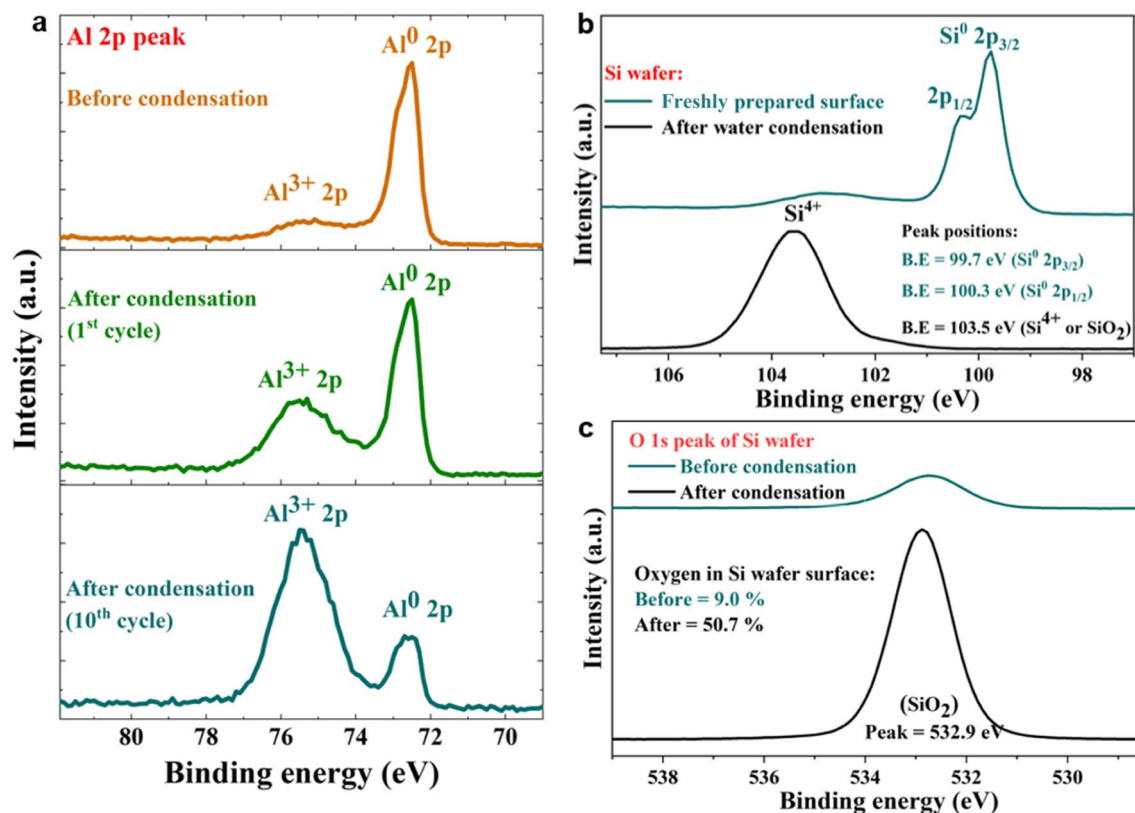 a
Al 2p peak
Before condensation
Al³⁺ 2p
Al⁰ 2p
After condensation
(1ˢᵗ cycle)
Al³⁺ 2p
Al⁰ 2p
After condensation
(10ᵗʰ cycle)
Al³⁺ 2p
Al⁰ 2p
Intensity (a.u.)
80 78 76 74 72 70
Binding energy (eV)
b
Si wafer:
Freshly prepared surface
After water condensation
Si⁰ 2p₃/₂
2p₁/₂
Si⁴⁺
Peak positions:
B.E = 99.7 eV (Si⁰ 2p₃/₂)
B.E = 100.3 eV (Si⁰ 2p₁/₂)
B.E = 103.5 eV (Si⁴⁺ or SiO₂)
Intensity (a.u.)
106 104 102 100 98
Binding energy (eV)
c
O 1s peak of Si wafer
Before condensation
After condensation
Oxygen in Si wafer surface:
Before = 9.0 %
After = 50.7 %
(SiO₂)
Peak = 532.9 eV
Intensity (a.u.)
538 536 534 532 530
Binding energy (eV)